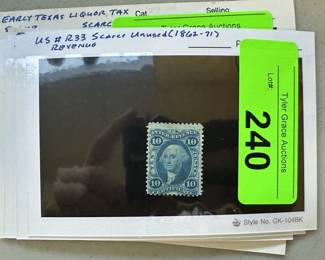 EARLY TEXAS LIQUOR TAX
SCARC
Cat.
Selling
Tyler Grace Auctions
US # R33 Scarce Unused (1862-71)
REVENUE
Lot#:
Tyler Grace Auctions
240
10
10
10
10
Style No. GK-104BK